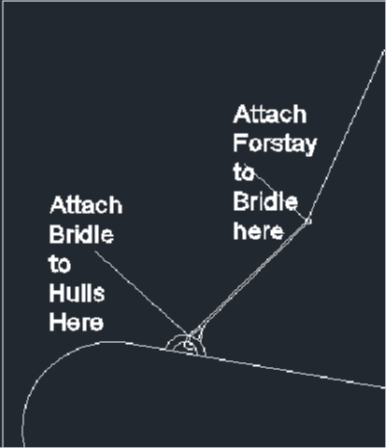 Attach
Forstay
to
Bridle
here
Attach
Bridle
to
Hulls
Here